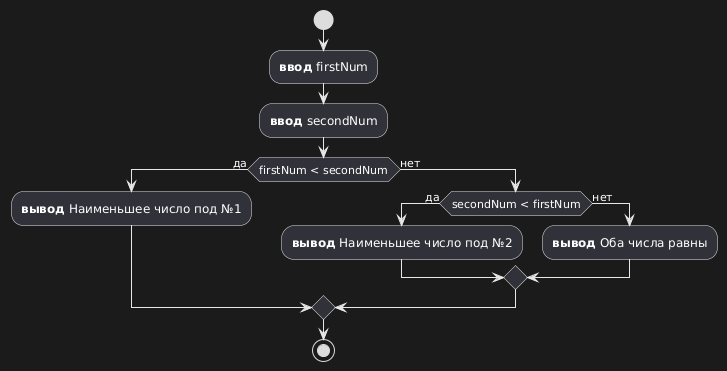 ввод firstNum
ввод secondNum
да
firstNum < secondNum
нет
вывод Наименьшее число под №1
да
secondNum < firstNum
нет
вывод Наименьшее число под №2
вывод Оба числа равны